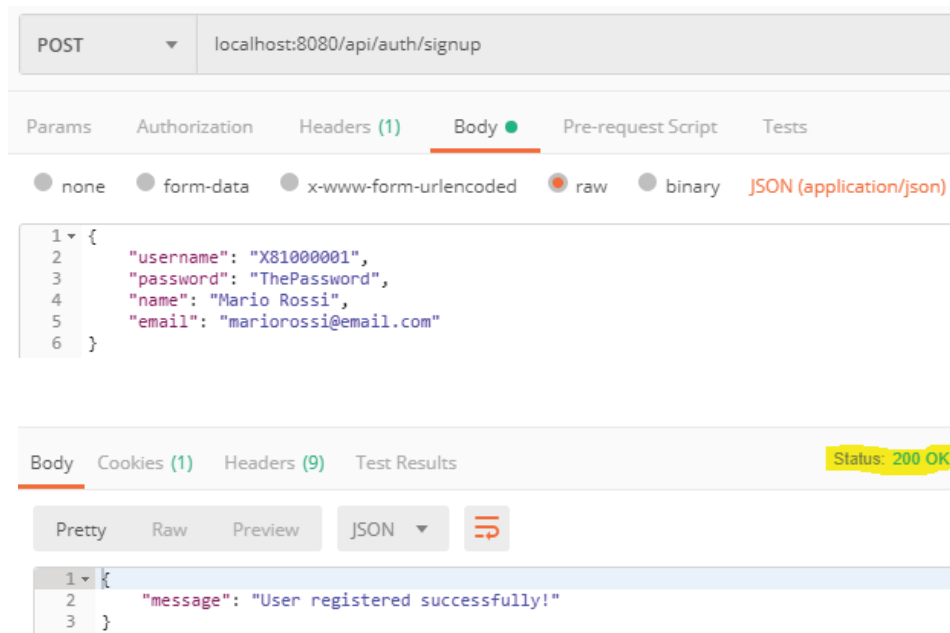 POST localhost:8080/api/auth/signup
Params Authorization Headers (1) Body Pre-request Script Tests
none form-data x-www-form-urlencoded raw binary JSON (application/json)
1 {
2 "username": "X81000001",
3 "password": "ThePassword",
4 "name": "Mario Rossi",
5 "email": "mariorossi@email.com"
6 }
Body Cookies (1) Headers (9) Test Results Status: 200 OK
Pretty Raw Preview JSON
1 {
2 "message": "User registered successfully!"
3 }